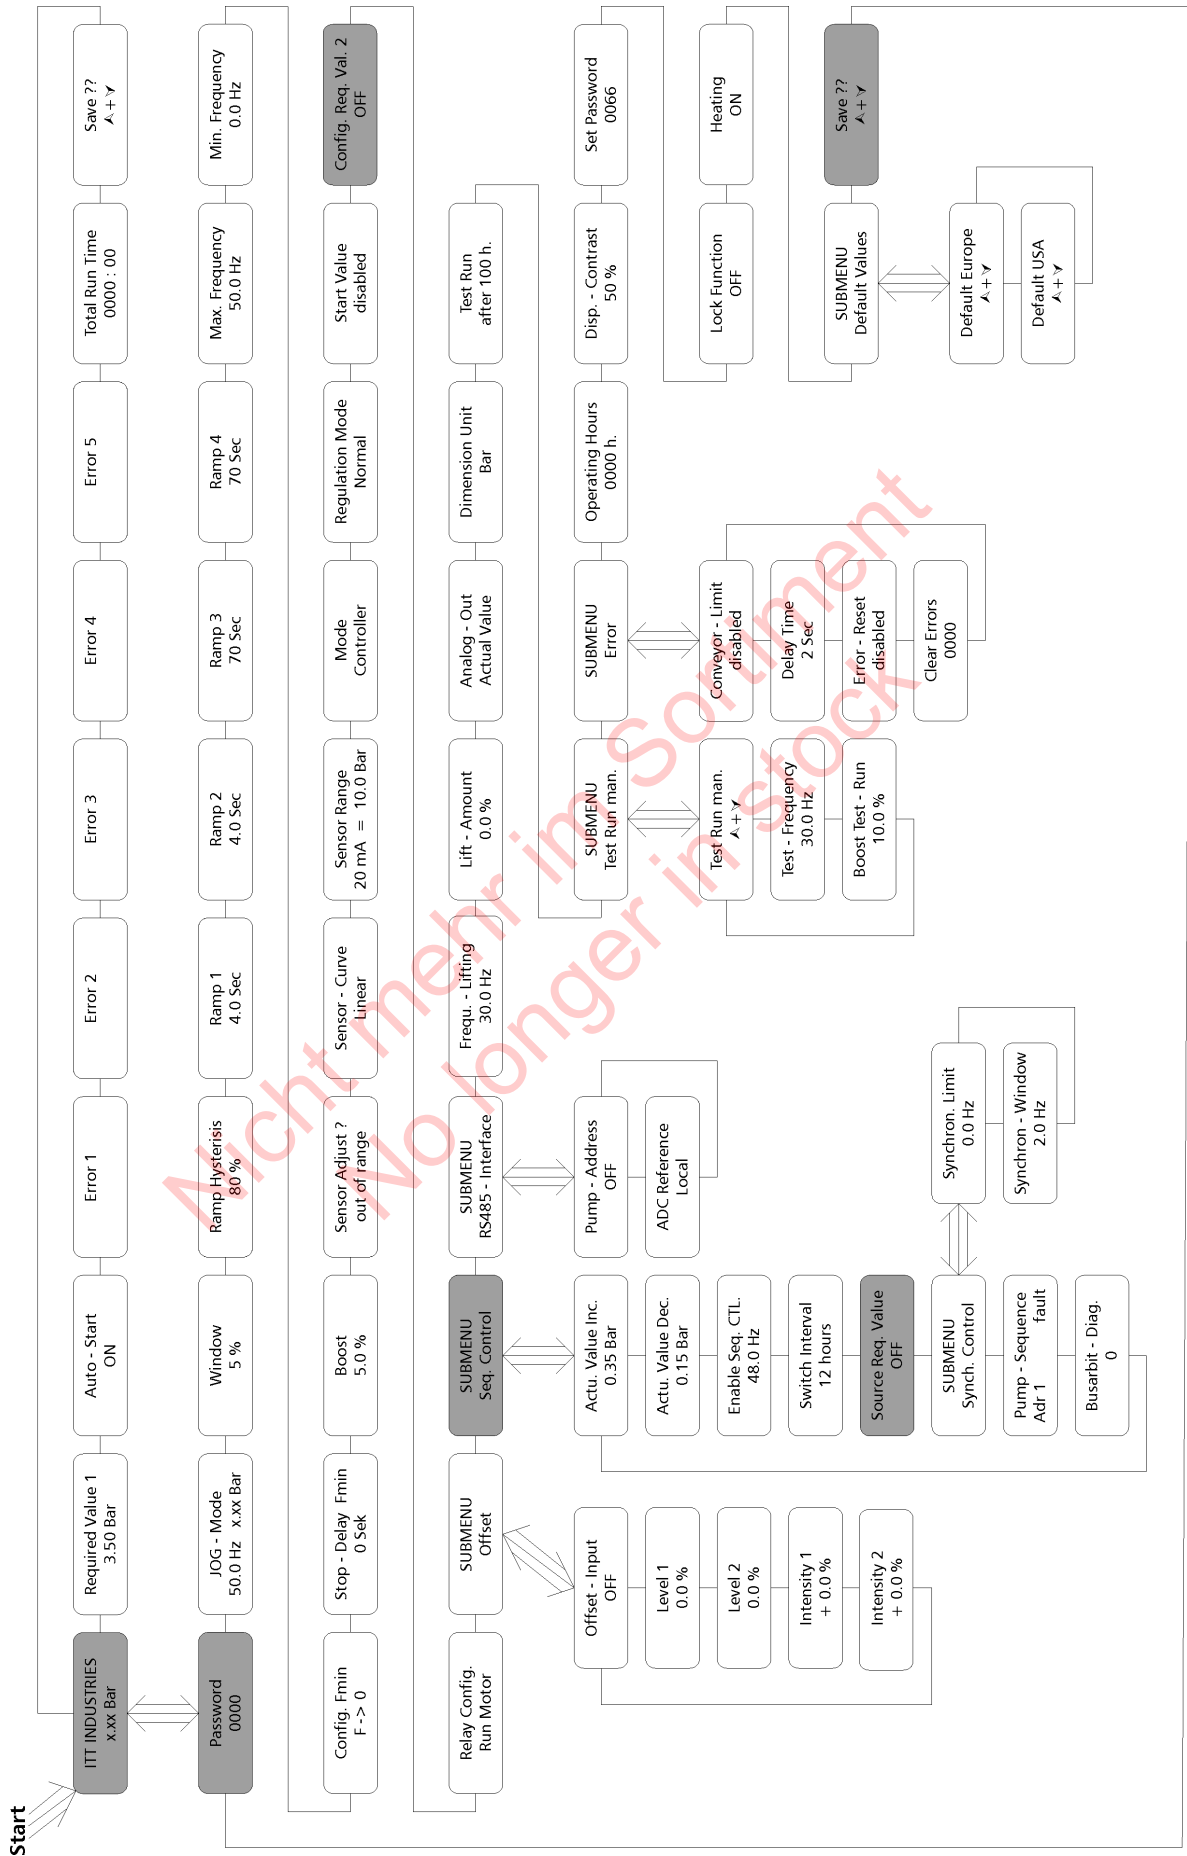 Start
ITT INDUSTRIES
x.xx Bar
Required Value 1
3.50 Bar
Auto - Start
ON
Error 1
Error 2
Error 3
Error 4
Error 5
Total Run Time
0000 : 00
Save ??
⮝+⮟
Password
0000
JOG - Mode
50.0 Hz x.xx Bar
Window
5 %
Ramp Hysterisis
80 %
Ramp 1
4.0 Sec
Ramp 2
4.0 Sec
Ramp 3
70 Sec
Ramp 4
70 Sec
Max. Frequency
50.0 Hz
Min. Frequency
0.0 Hz
Config. Fmin
F -> 0
Stop - Delay Fmin
0 Sek
Boost
5.0 %
Sensor Adjust ?
out of range
Sensor - Curve
Linear
Sensor Range
20 mA = 10.0 Bar
Mode
Controller
Regulation Mode
Normal
Start Value
disabled
Config. Req. Val. 2
OFF
Relay Config.
Run Motor
SUBMENU
Offset
SUBMENU
Seq. Control
SUBMENU
RS485 - Interface
Frequ. - Lifting
30.0 Hz
Lift - Amount
0.0 %
Analog - Out
Actual Value
Dimension Unit
Bar
Test Run
after 100 h.
Offset - Input
OFF
Level 1
0.0 %
Level 2
0.0 %
Intensity 1
+ 0.0 %
Intensity 2
+ 0.0 %
Actu. Value Inc.
0.35 Bar
Actu. Value Dec.
0.15 Bar
Enable Seq. CTL.
48.0 Hz
Switch Interval
12 hours
Source Req. Value
OFF
SUBMENU
Synch. Control
Pump - Sequence
Adr 1 fault
Busarbit - Diag.
0
Synchron. Limit
0.0 Hz
Synchron - Window
2.0 Hz
Pump - Address
OFF
ADC Reference
Local
SUBMENU
Test Run man.
SUBMENU
Error
Operating Hours
0000 h.
Disp. - Contrast
50 %
Set Password
0066
Test Run man.
⮝+⮟
Test - Frequency
30.0 Hz
Boost Test - Run
10.0 %
Conveyor - Limit
disabled
Delay Time
2 Sec
Error - Reset
disabled
Clear Errors
0000
Lock Function
OFF
Heating
ON
SUBMENU
Default Values
Save ??
⮝+⮟
Default Europe
⮝+⮟
Default USA
⮝+⮟
Nicht mehr im Sortiment
No longer in stock